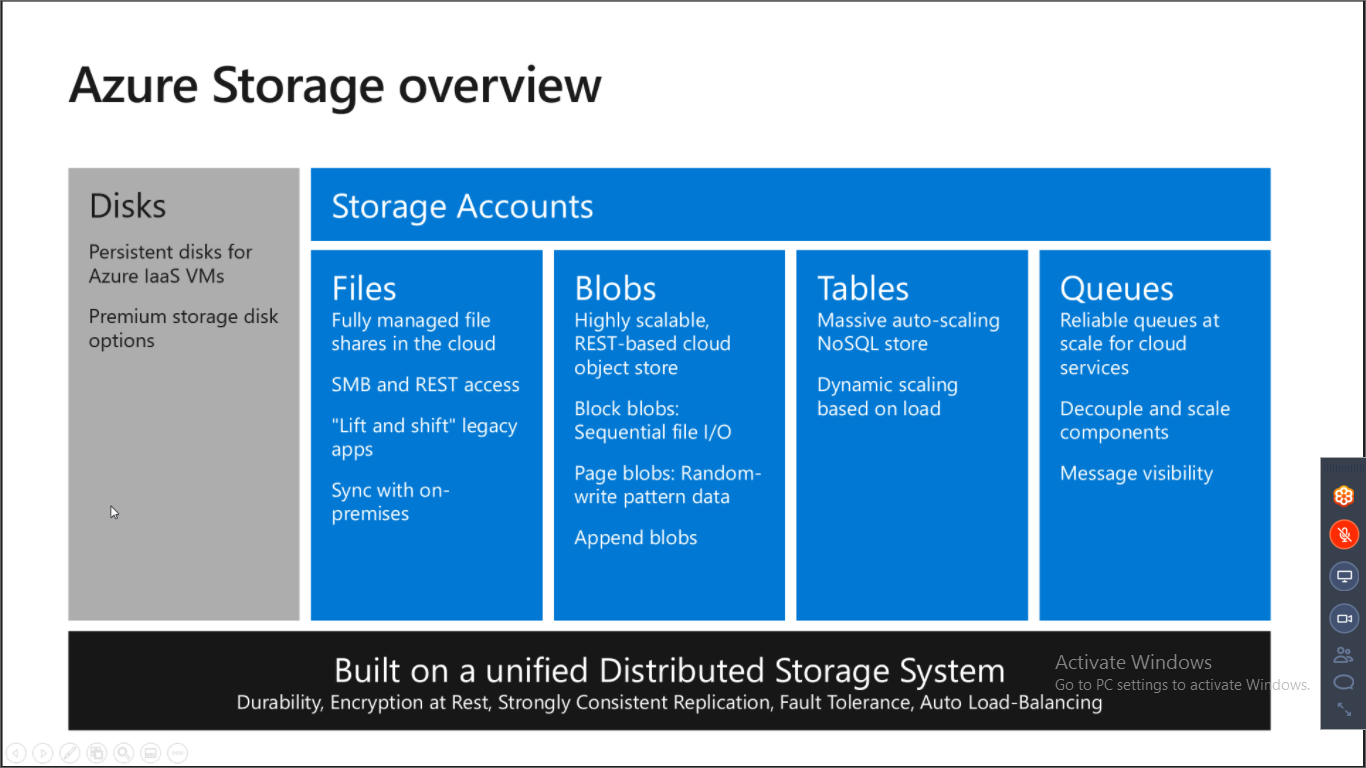 Azure Storage overview
Disks
Persistent disks for
Azure IaaS VMs
Premium storage disk
options
Storage Accounts
Files
Fully managed file
shares in the cloud
SMB and REST access
"Lift and shift" legacy
apps
Sync with on-
premises
Blobs
Highly scalable,
REST-based cloud
object store
Block blobs:
Sequential file I/O
Page blobs: Random-
write pattern data
Append blobs
Tables
Massive auto-scaling
NoSQL store
Dynamic scaling
based on load
Queues
Reliable queues at
scale for cloud
services
Decouple and scale
components
Message visibility
Built on a unified Distributed Storage System
Durability, Encryption at Rest, Strongly Consistent Replication, Fault Tolerance, Auto Load-Balancing
Activate Windows
Go to PC settings to activate Windows.